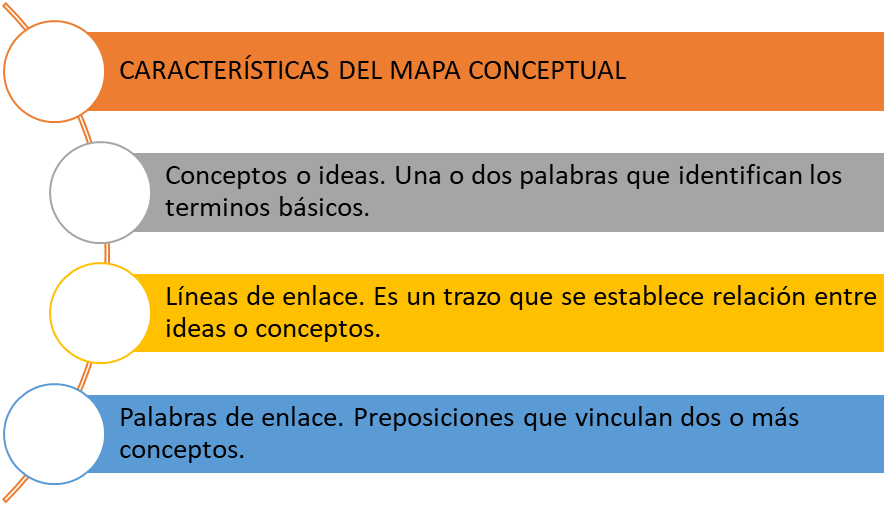 CARACTERÍSTICAS DEL MAPA CONCEPTUAL
Conceptos o ideas. Una o dos palabras que identifican los
terminos básicos.
Líneas de enlace. Es un trazo que se establece relación entre
ideas o conceptos.
Palabras de enlace. Preposiciones que vinculan dos o más
conceptos.